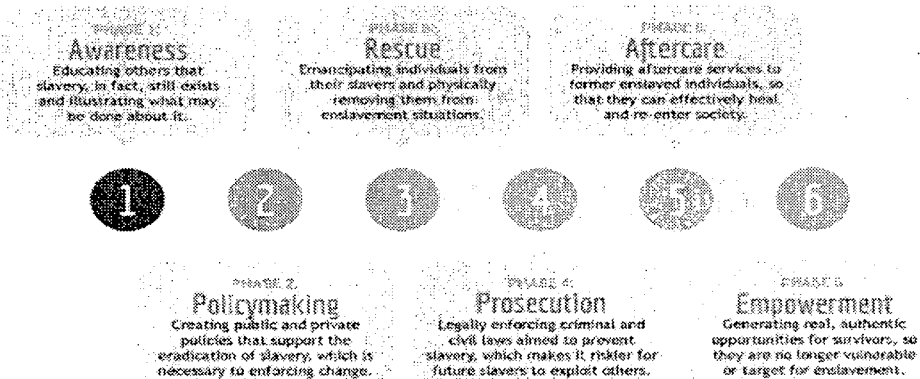 PHASE 1:
Awareness
Educating others that
slavery, in fact, still exists
and illustrating what may
be done about it.
PHASE 3:
Rescue
Emancipating individuals from
their slavers and physically
removing them from
enslavement situations.
PHASE 5:
Aftercare
Providing aftercare services to
former enslaved individuals, so
that they can effectively heal
and re-enter society.
1 2 3 4 5 6
PHASE 2:
Policymaking
Creating public and private
policies that support the
eradication of slavery, which is
necessary to enforcing change.
PHASE 4:
Prosecution
Legally enforcing criminal and
civil laws aimed to prevent
slavery, which makes it riskier for
future slavers to exploit others.
PHASE 6
Empowerment
Generating real, authentic
opportunities for survivors, so
they are no longer vulnerable
or target for enslavement.